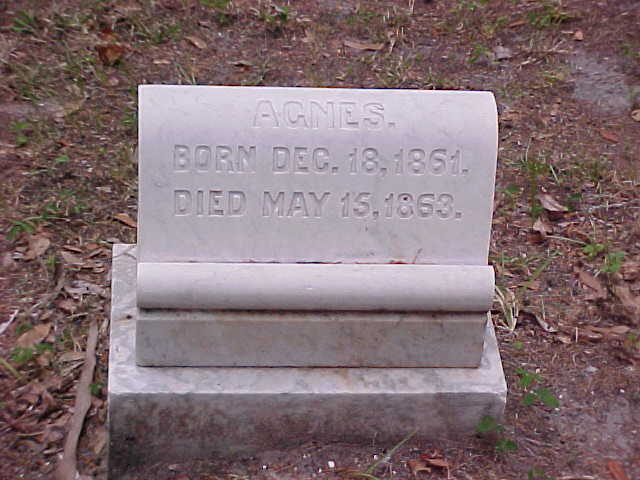 AGNES.
BORN DEC. 18, 1861.
DIED MAY 15, 1863.